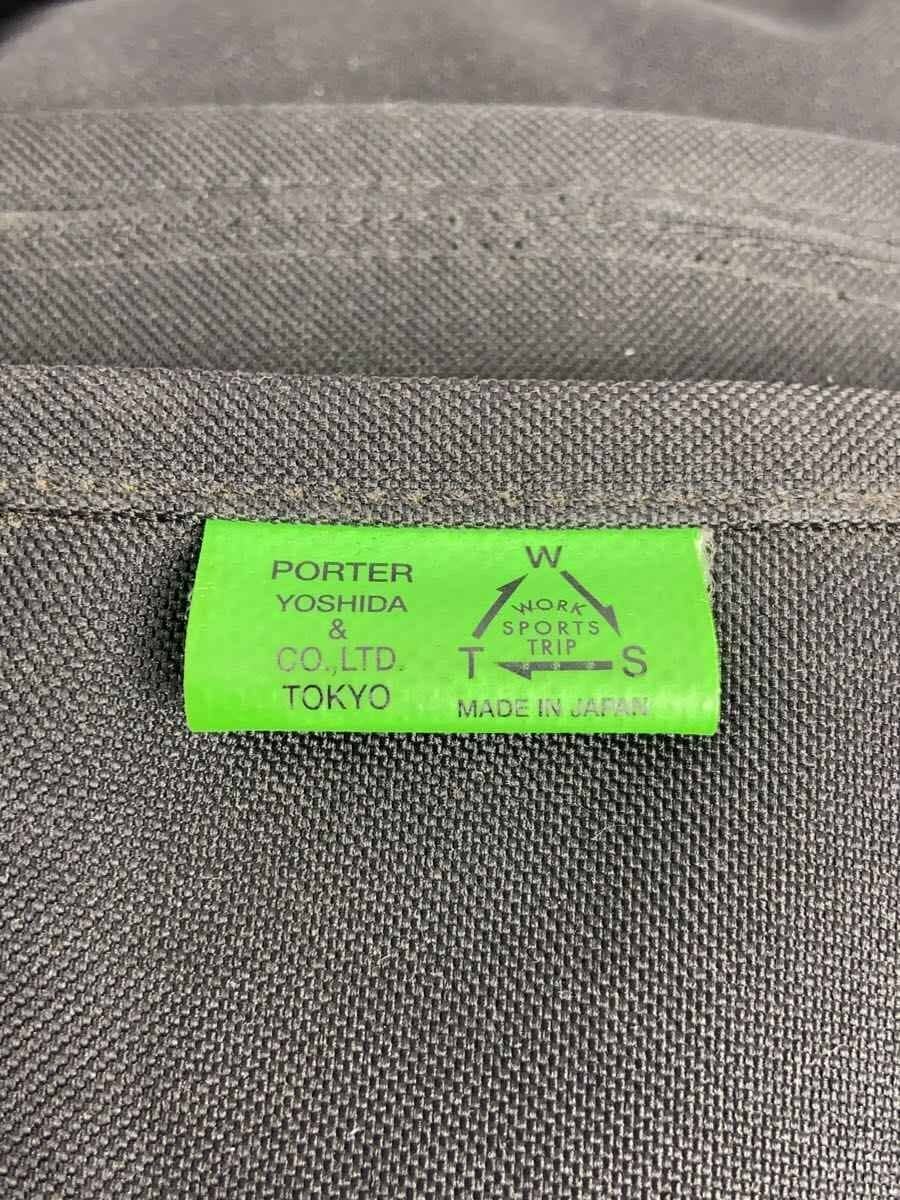 PORTER
YOSHIDA
&
CO.,LTD.
TOKYO
W
WORK
SPORTS
TRIP
T S
MADE IN JAPAN